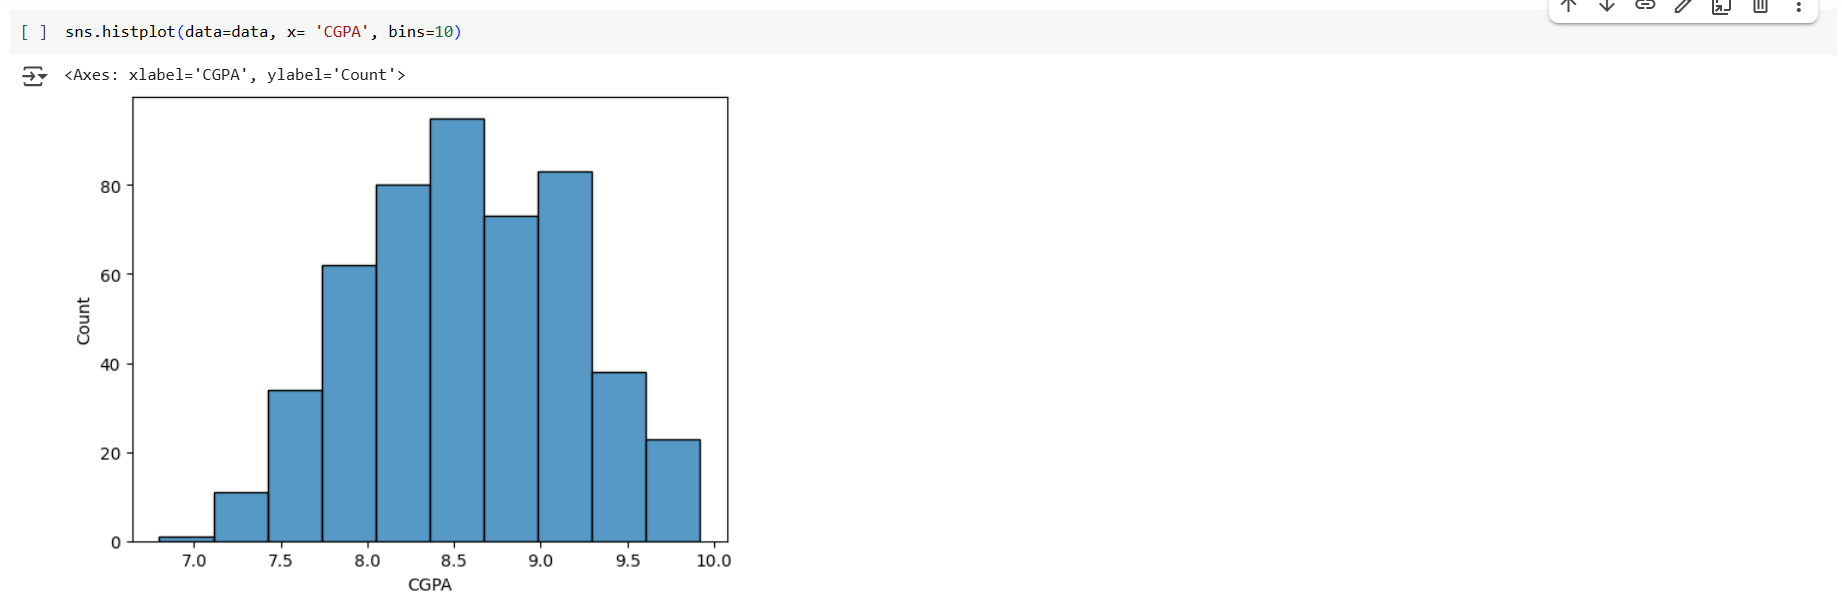 [ ] sns.histplot(data=data, x= 'CGPA', bins=10)
<Axes: xlabel='CGPA', ylabel='Count'>
80
60
40
20
0
Count
7.0 7.5 8.0 8.5 9.0 9.5 10.0
CGPA